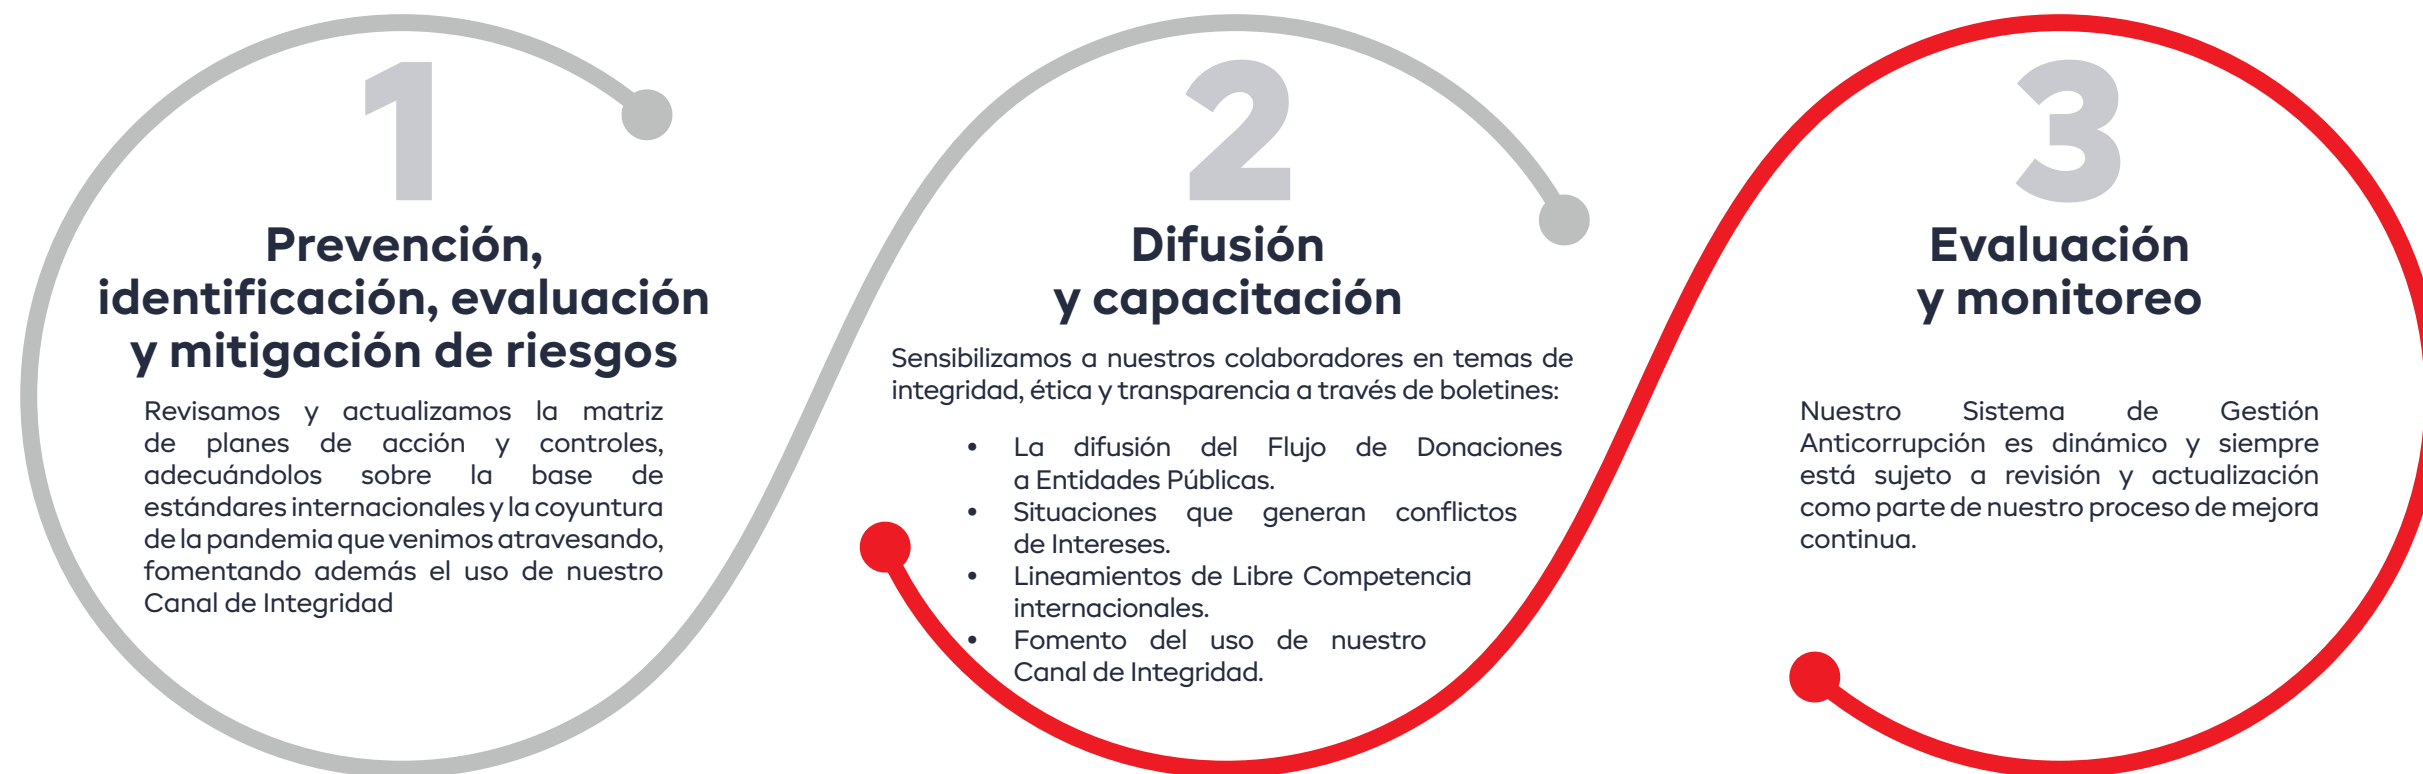 1
Prevención,
identificación, evaluación
y mitigación de riesgos
Revisamos y actualizamos la matriz
de planes de acción y controles,
adecuándolos sobre la base de
estándares internacionales y la coyuntura
de la pandemia que venimos atravesando,
fomentando además el uso de nuestro
Canal de Integridad
2
Difusión
y capacitación
Sensibilizamos a nuestros colaboradores en temas de
integridad, ética y transparencia a través de boletines:
• La difusión del Flujo de Donaciones
a Entidades Públicas.
• Situaciones que generan conflictos
de Intereses.
• Lineamientos de Libre Competencia
internacionales.
• Fomento del uso de nuestro
Canal de Integridad.
3
Evaluación
y monitoreo
Nuestro Sistema de Gestión
Anticorrupción es dinámico y siempre
está sujeto a revisión y actualización
como parte de nuestro proceso de mejora
continua.